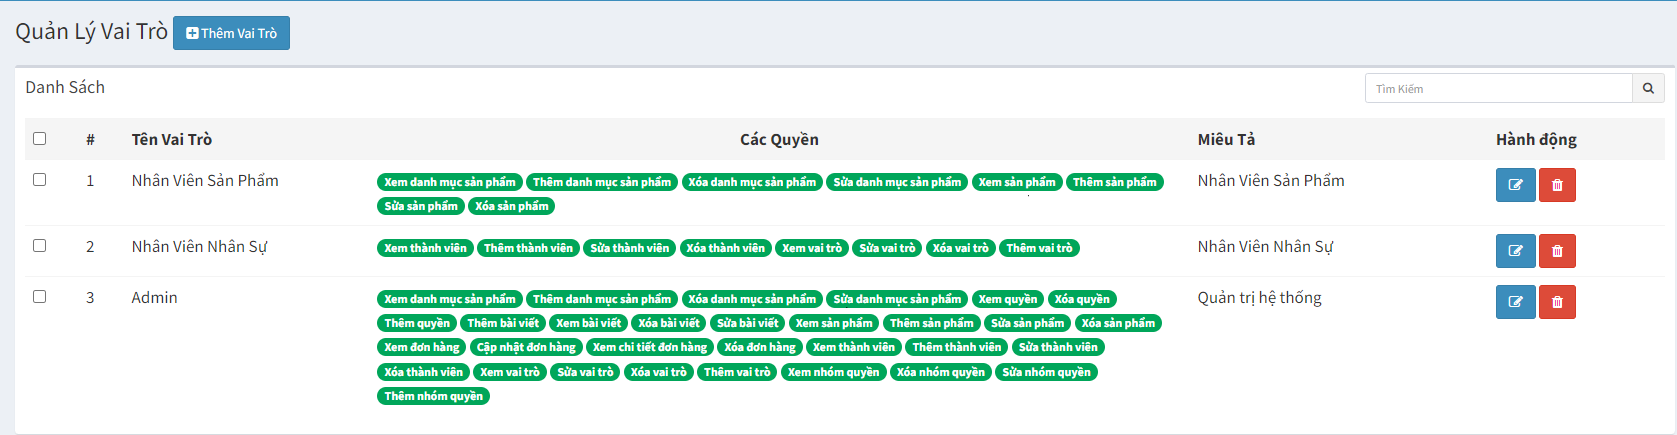 Quản Lý Vai Trò Thêm Vai Trò
Danh Sách Tìm Kiếm
# Tên Vai Trò Các Quyền Miêu Tả Hành động
1 Nhân Viên Sản Phẩm Xem danh mục sản phẩm Thêm danh mục sản phẩm Xóa danh mục sản phẩm Sửa danh mục sản phẩm Xem sản phẩm Thêm sản phẩm Nhân Viên Sản Phẩm
Sửa sản phẩm Xóa sản phẩm
2 Nhân Viên Nhân Sự Xem thành viên Thêm thành viên Sửa thành viên Xóa thành viên Xem vai trò Sửa vai trò Xóa vai trò Thêm vai trò Nhân Viên Nhân Sự
3 Admin Xem danh mục sản phẩm Thêm danh mục sản phẩm Xóa danh mục sản phẩm Sửa danh mục sản phẩm Xem quyền Xóa quyền Quản trị hệ thống
Thêm quyền Thêm bài viết Xem bài viết Xóa bài viết Sửa bài viết Xem sản phẩm Thêm sản phẩm Sửa sản phẩm Xóa sản phẩm
Xem đơn hàng Cập nhật đơn hàng Xem chi tiết đơn hàng Xóa đơn hàng Xem thành viên Thêm thành viên Sửa thành viên
Xóa thành viên Xem vai trò Sửa vai trò Xóa vai trò Thêm vai trò Xem nhóm quyền Xóa nhóm quyền Sửa nhóm quyền
Thêm nhóm quyền